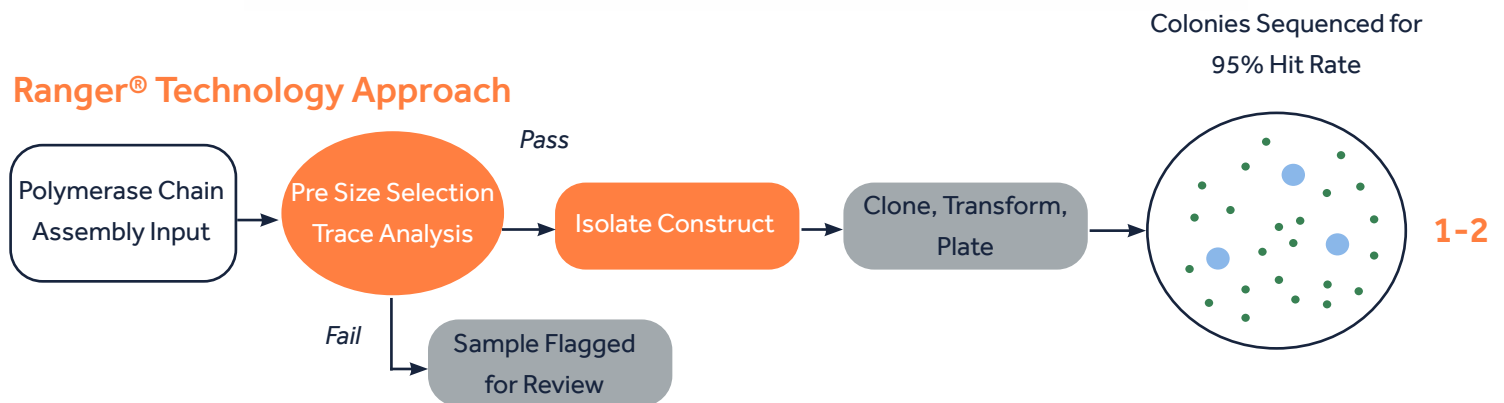 Colonies Sequenced for
95% Hit Rate
Ranger® Technology Approach
Pass
Polymerase Chain
Assembly Input
Pre Size Selection
Trace Analysis
Isolate Construct
Clone, Transform,
Plate
1-2
Fail
Sample Flagged
for Review